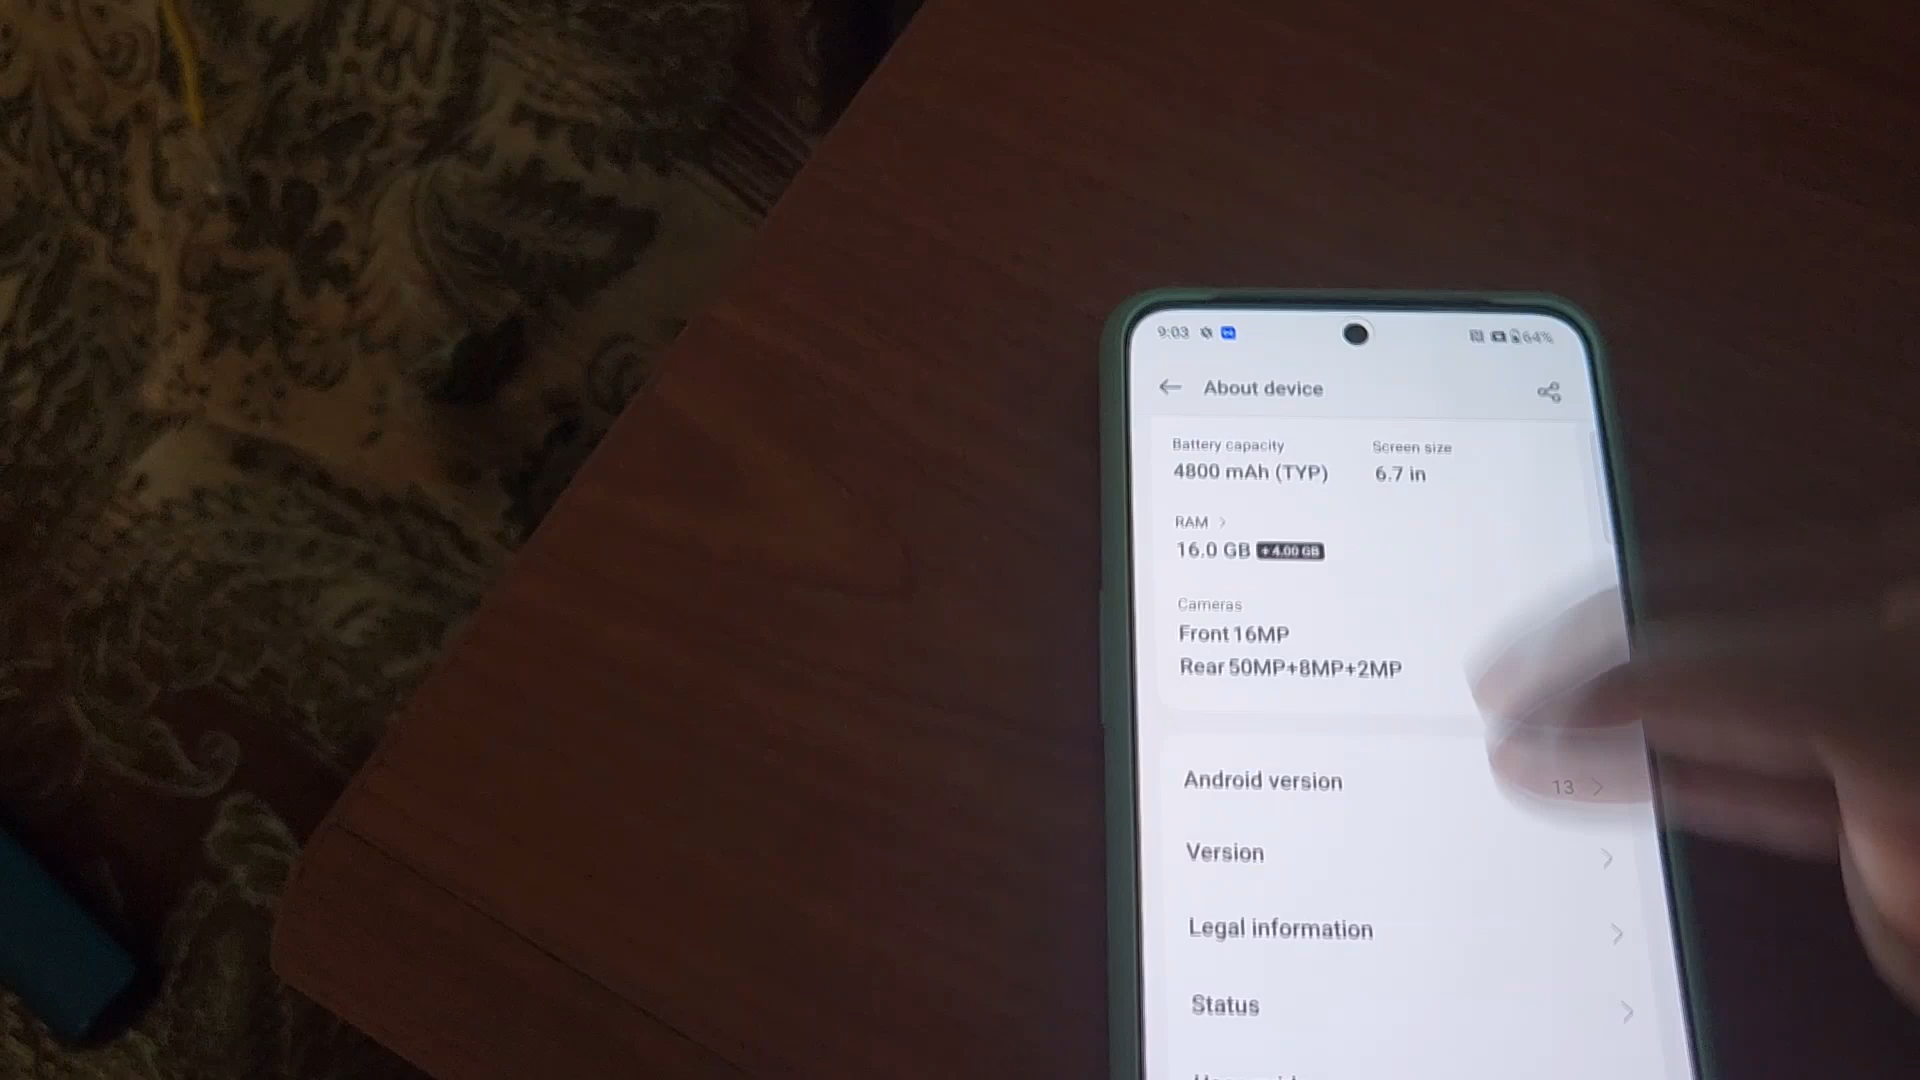 9:03
64%
About device
Battery capacity
Screen size
4800 mAh (TYP)
6.7 in
RAM
16.0 GB +4.00 GB
Cameras
Front 16MP
Rear 50MP+8MP+2MP
Android version
13
Version
Legal information
Status